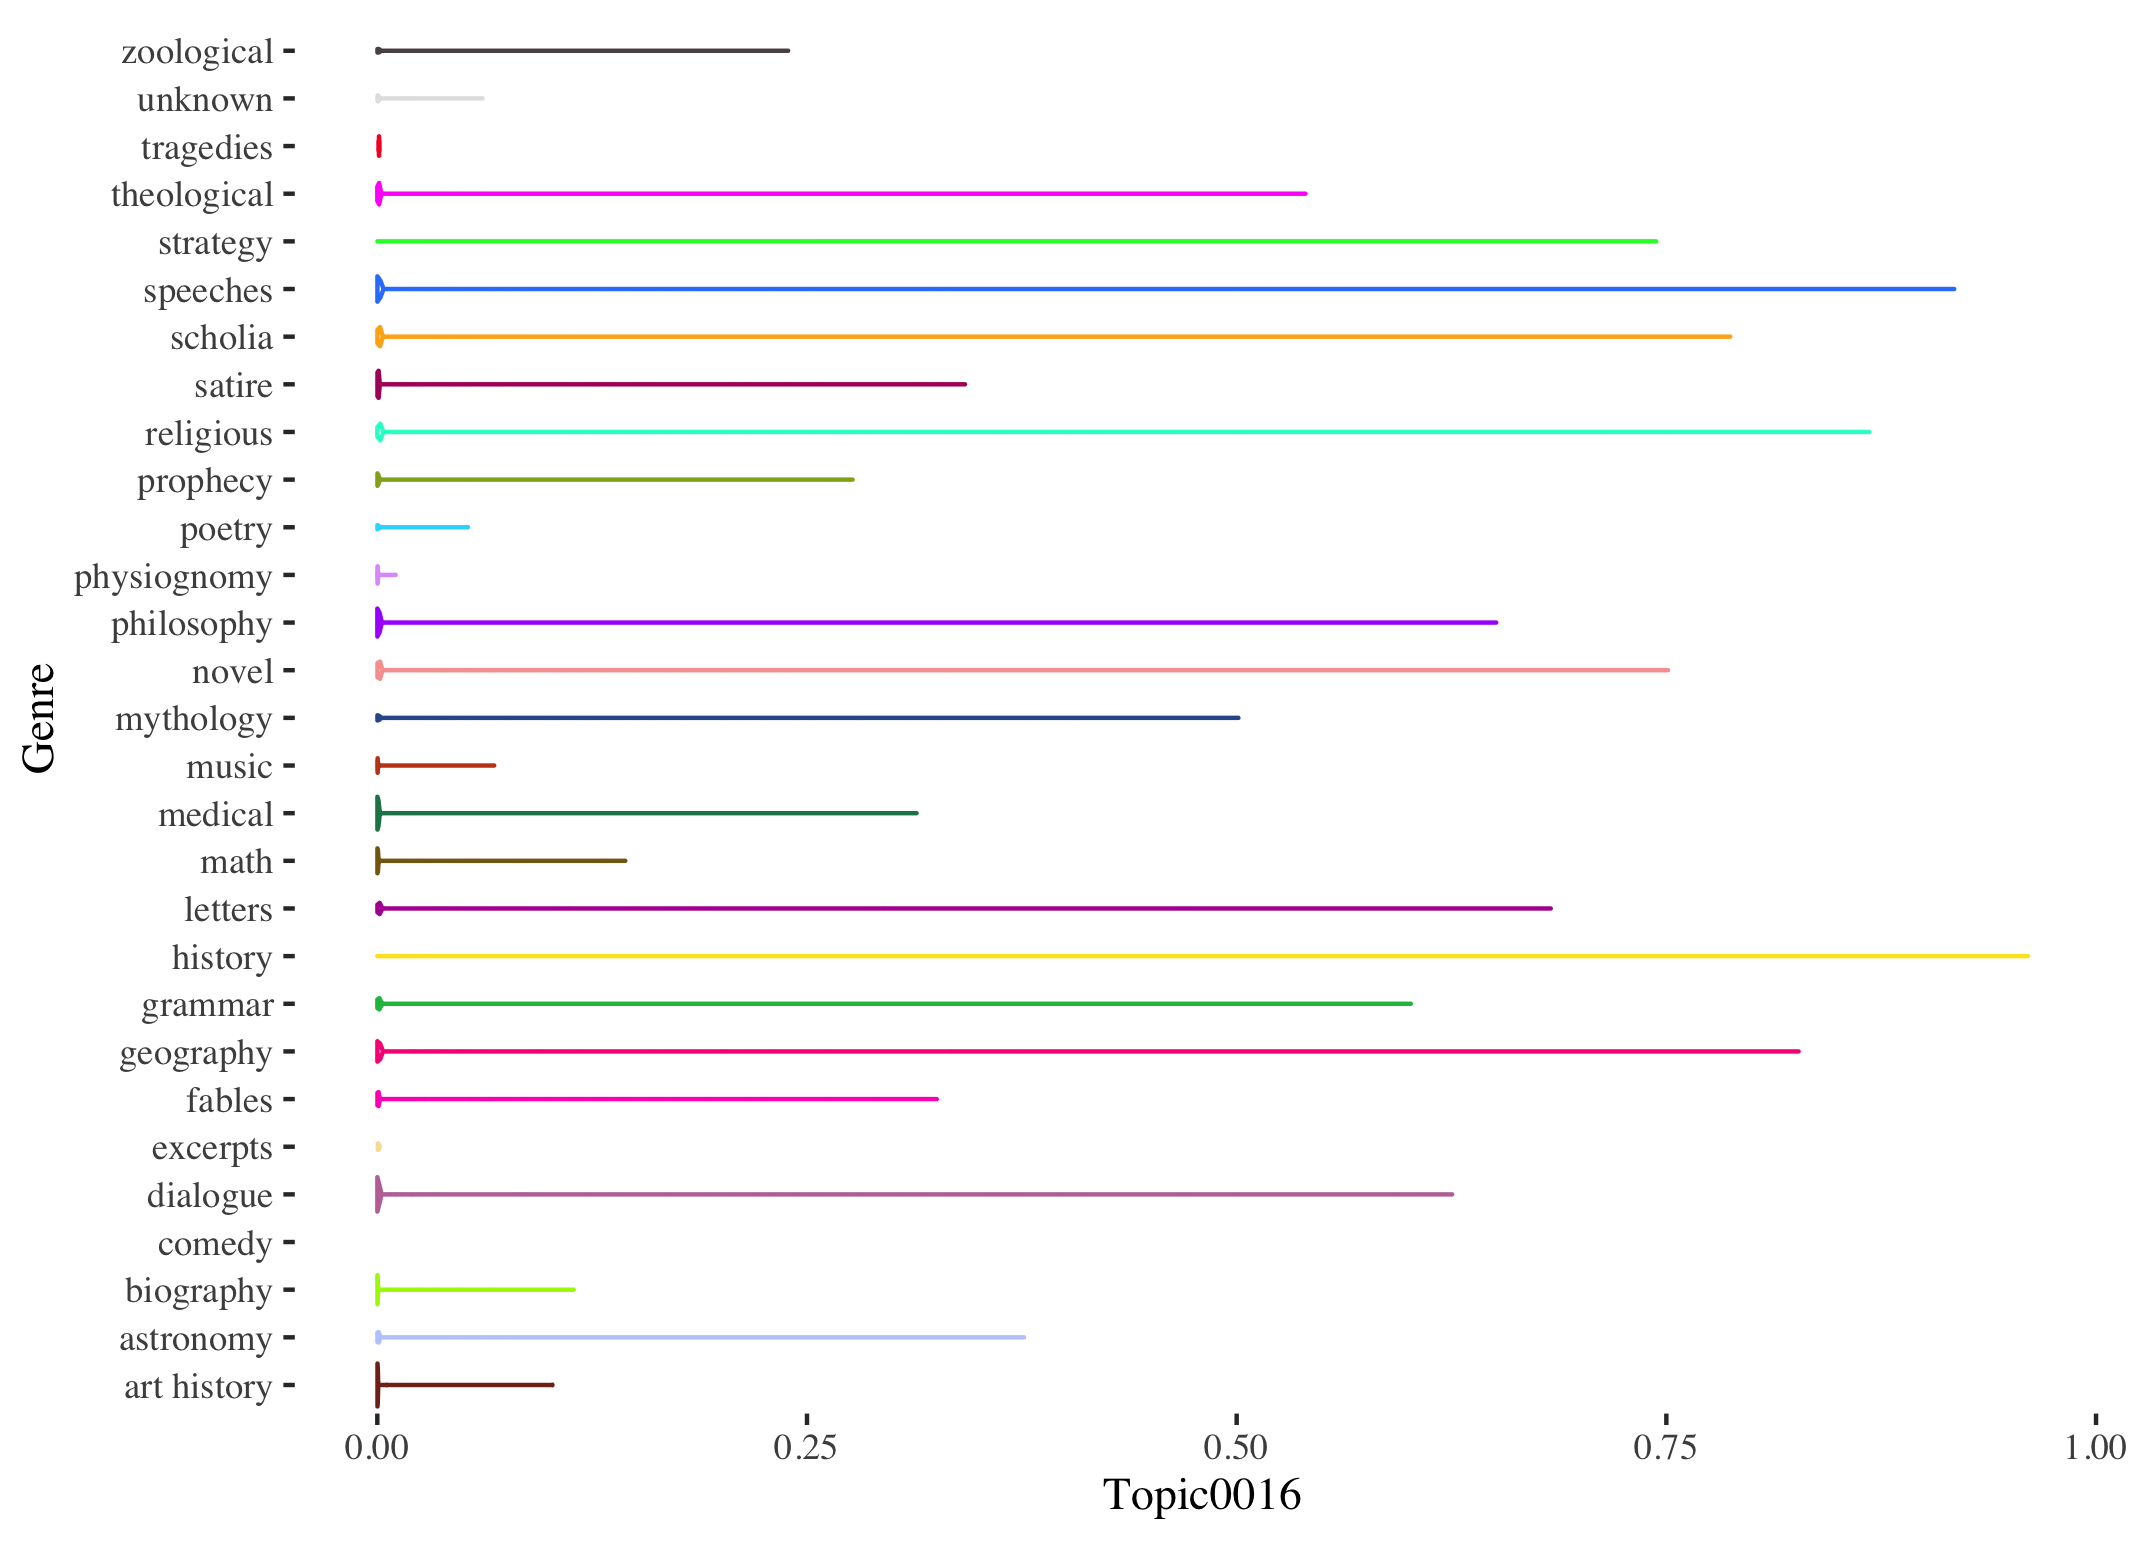 zoological
unknown
tragedies
theological
strategy
speeches
scholia
satire
religious
prophecy
poetry
physiognomy
philosophy
novel
mythology
music
medical
math
letters
history
grammar
geography
fables
excerpts
dialogue
comedy
biography
astronomy
art history
Genre
0.00 0.25 0.50 0.75 1.00
Topic0016